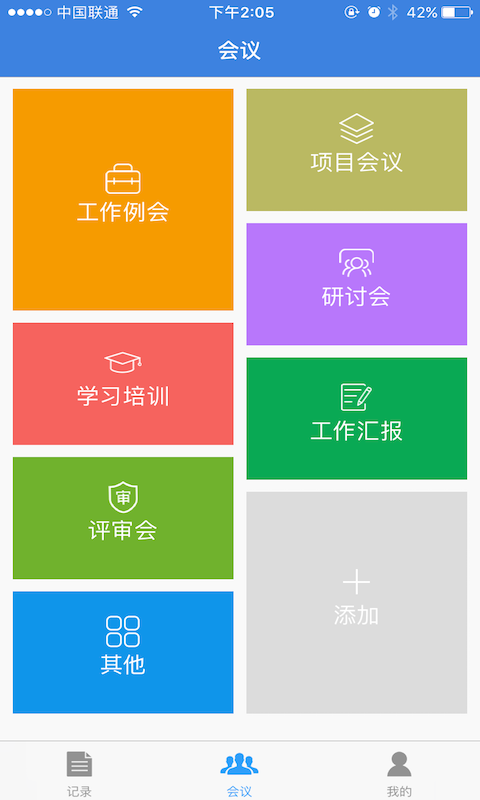 中国联通 下午2:05 42%
会议
工作例会
项目会议
研讨会
学习培训
工作汇报
审
评审会
添加
其他
记录 会议 我的